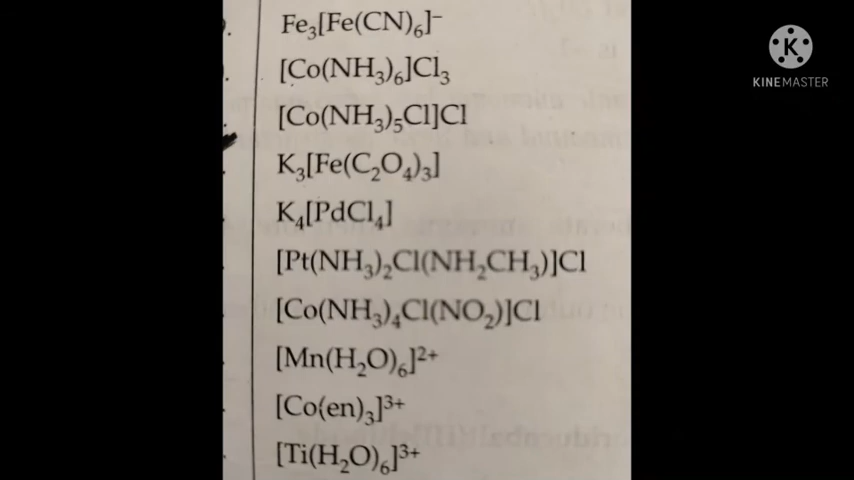 Fe₃[Fe(CN)₆]⁻
[Co(NH₃)₆]Cl₃
[Co(NH₃)₅Cl]Cl
K₃[Fe(C₂O₄)₃]
K₄[PdCl₄]
[Pt(NH₃)₂Cl(NH₂CH₃)]Cl
[Co(NH₃)₄Cl(NO₂)]Cl
[Mn(H₂O)₆]²⁺
[Co(en)₃]³⁺
[Ti(H₂O)₆]³⁺
K
KINEMASTER